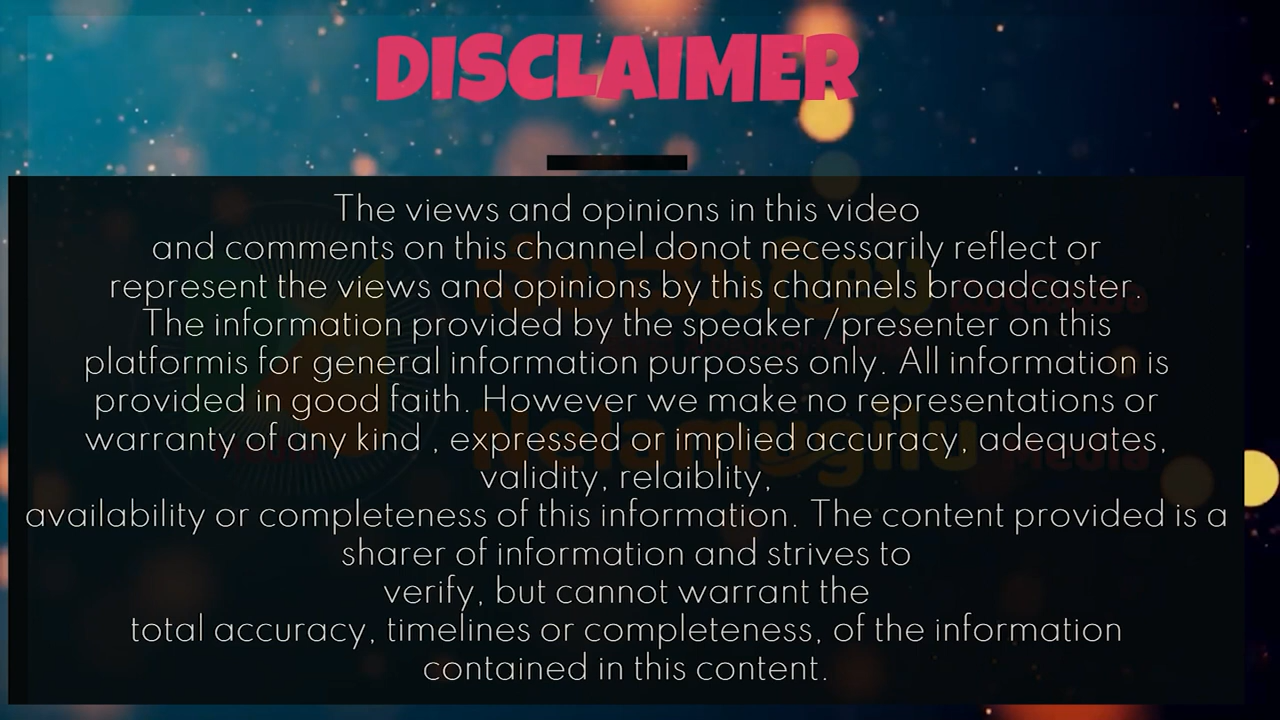 DISCLAIMER
The views and opinions in this video
and comments on this channel donot necessarily reflect or
represent the views and opinions by this channels broadcaster.
The information provided by the speaker /presenter on this
platformis for general information purposes only. All information is
provided in good faith. However we make no representations or
warranty of any kind , expressed or implied accuracy, adequates,
validity, relaiblity,
availability or completeness of this information. The content provided is a
sharer of information and strives to
verify, but cannot warrant the
total accuracy, timelines or completeness, of the information
contained in this content.